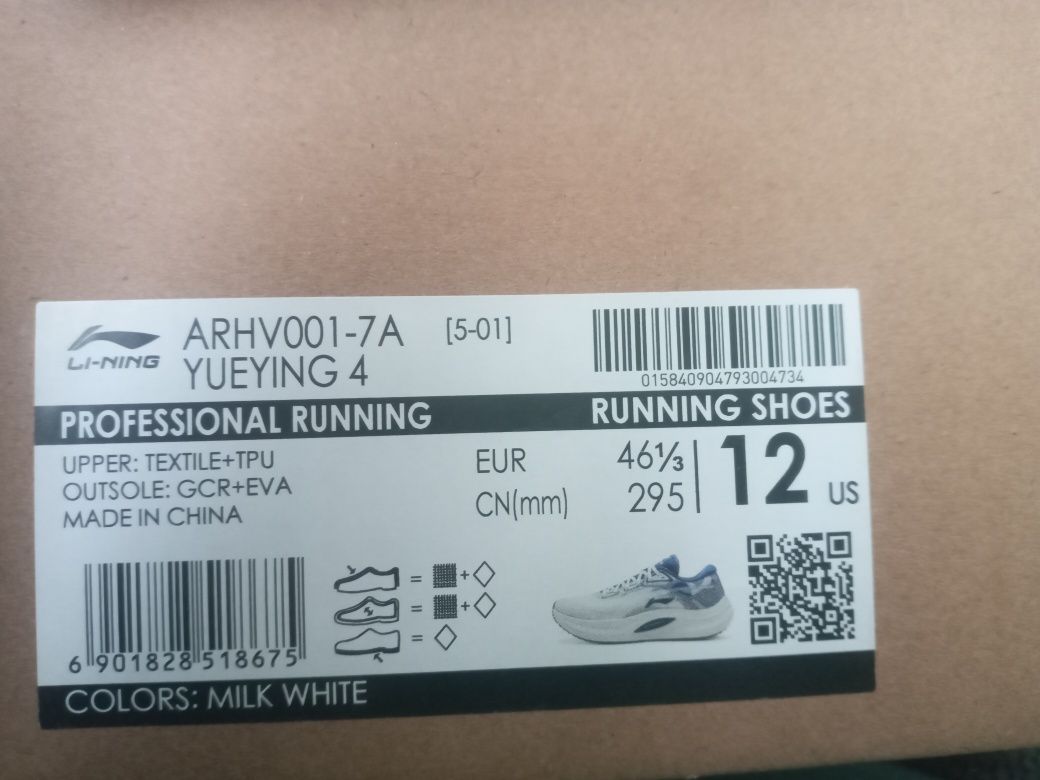 LI-NING
ARHV001-7A [5-01]
YUEYING 4
015840904793004734
PROFESSIONAL RUNNING
RUNNING SHOES
UPPER: TEXTILE+TPU
OUTSOLE: GCR+EVA
MADE IN CHINA
EUR 46⅓
CN(mm) 295
12 US
= +
= +
=
6 901828 518675
COLORS: MILK WHITE